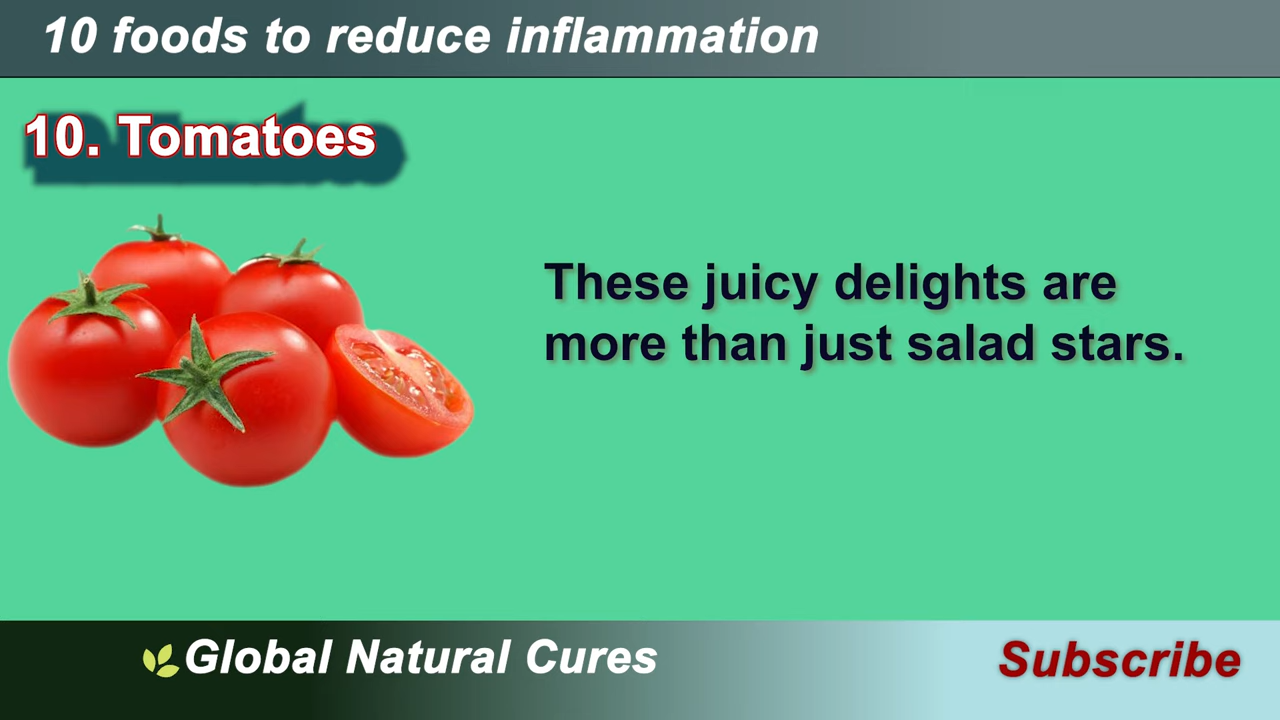 10 foods to reduce inflammation
10. Tomatoes
These juicy delights are
more than just salad stars.
Global Natural Cures
Subscribe